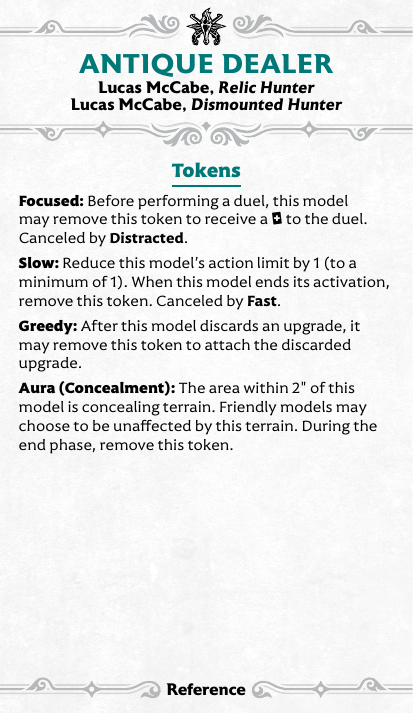 ANTIQUE DEALER
Lucas McCabe, Relic Hunter
Lucas McCabe, Dismounted Hunter
Tokens
Focused: Before performing a duel, this model
may remove this token to receive a to the duel.
Canceled by Distracted.
Slow: Reduce this model's action limit by 1 (to a
minimum of 1). When this model ends its activation,
remove this token. Canceled by Fast.
Greedy: After this model discards an upgrade, it
may remove this token to attach the discarded
upgrade.
Aura (Concealment): The area within 2" of this
model is concealing terrain. Friendly models may
choose to be unaffected by this terrain. During the
end phase, remove this token.
Reference